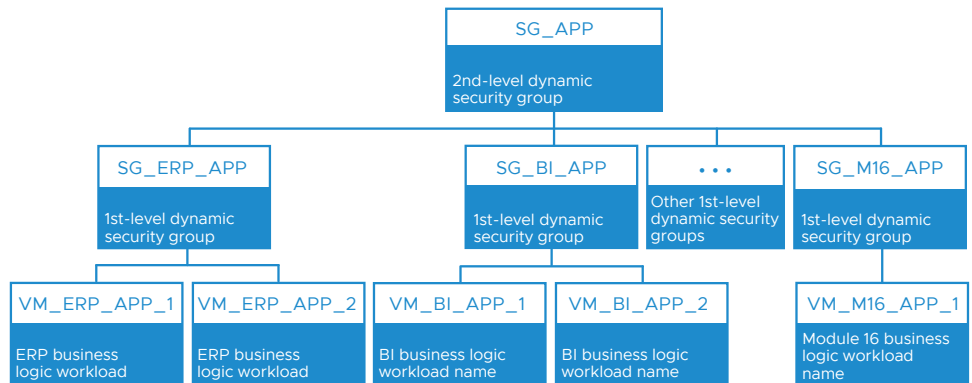 SG_APP
2nd-level dynamic
security group
SG_ERP_APP
1st-level dynamic
security group
SG_BI_APP
1st-level dynamic
security group
...
Other 1st-level
dynamic security
groups
SG_M16_APP
1st-level dynamic
security group
VM_ERP_APP_1
ERP business
logic workload
VM_ERP_APP_2
ERP business
logic workload
VM_BI_APP_1
BI business logic
workload name
VM_BI_APP_2
BI business logic
workload name
VM_M16_APP_1
Module 16 business
logic workload
name